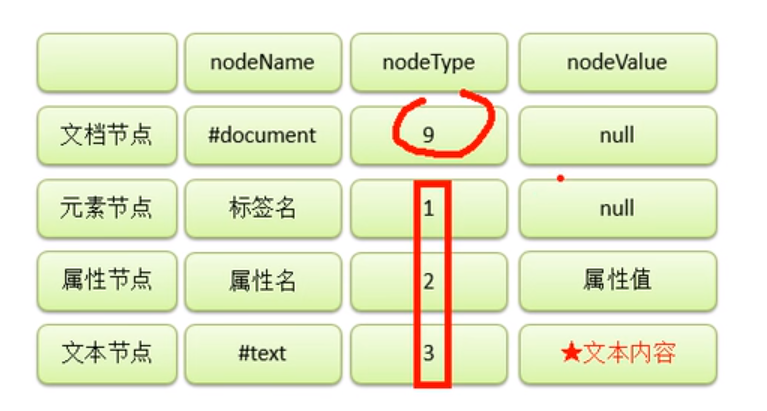 nodeName nodeType nodeValue
文档节点 #document 9 null
元素节点 标签名 1 null
属性节点 属性名 2 属性值
文本节点 #text 3 ★文本内容